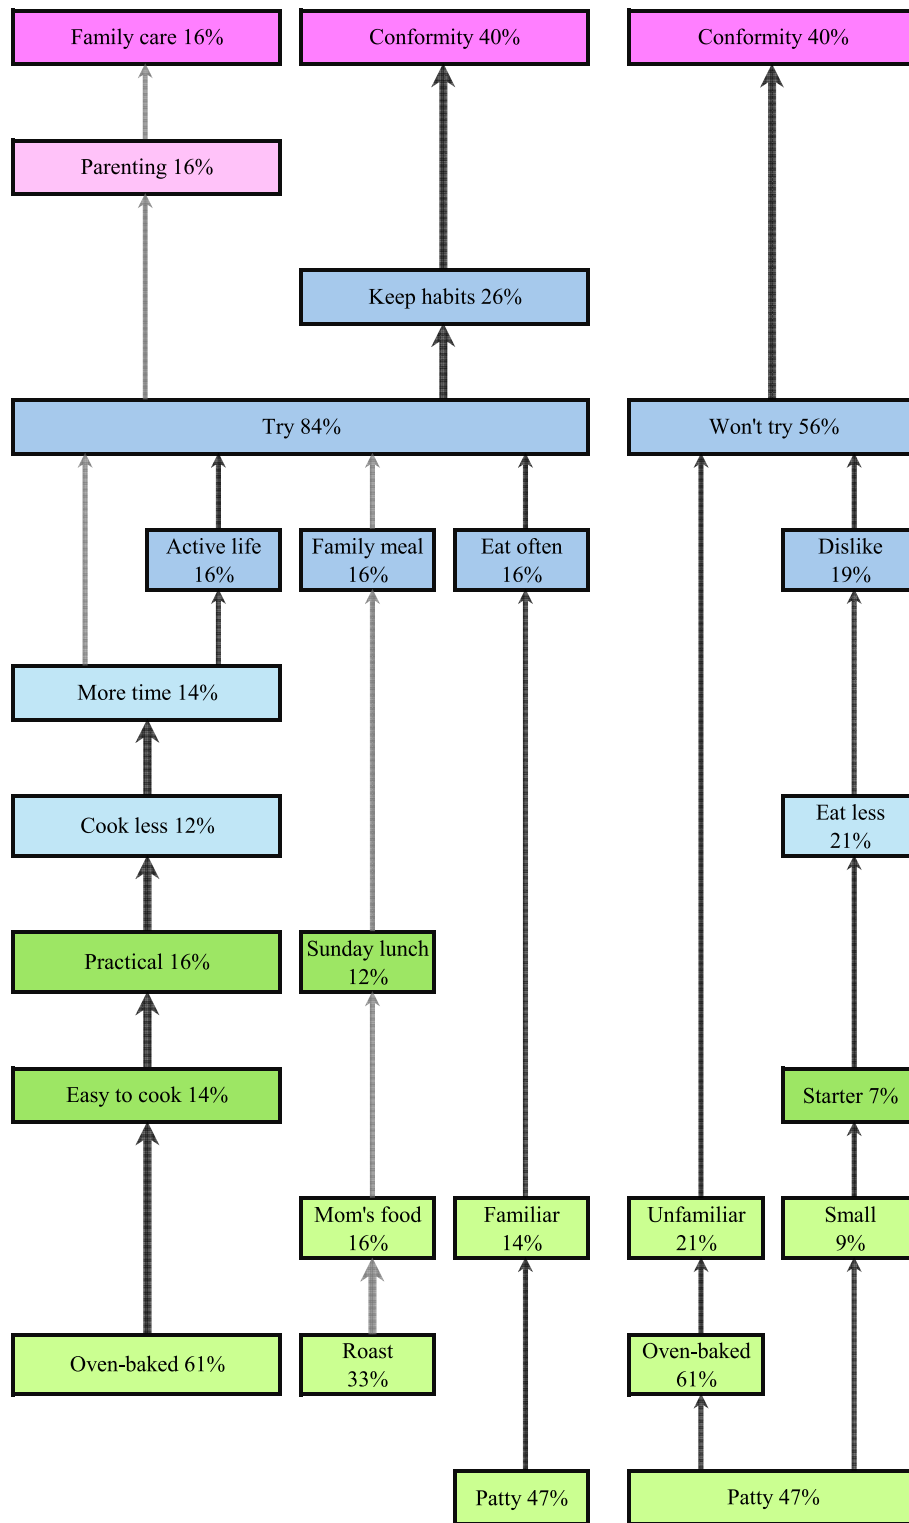 Family care 16%
Conformity 40%
Conformity 40%
Parenting 16%
Keep habits 26%
Try 84%
Won't try 56%
Active life
16%
Family meal
16%
Eat often
16%
Dislike
19%
More time 14%
Cook less 12%
Eat less
21%
Practical 16%
Sunday lunch
12%
Easy to cook 14%
Starter 7%
Mom's food
16%
Familiar
14%
Unfamiliar
21%
Small
9%
Oven-baked 61%
Roast
33%
Oven-baked
61%
Patty 47%
Patty 47%